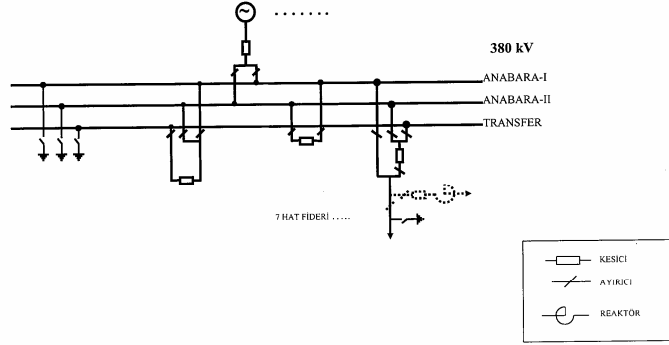 380 kV
ANABARA-I
ANABARA-II
TRANSFER
7 HAT FİDERİ .....
KESİCİ
AYIRICI
REAKTÖR